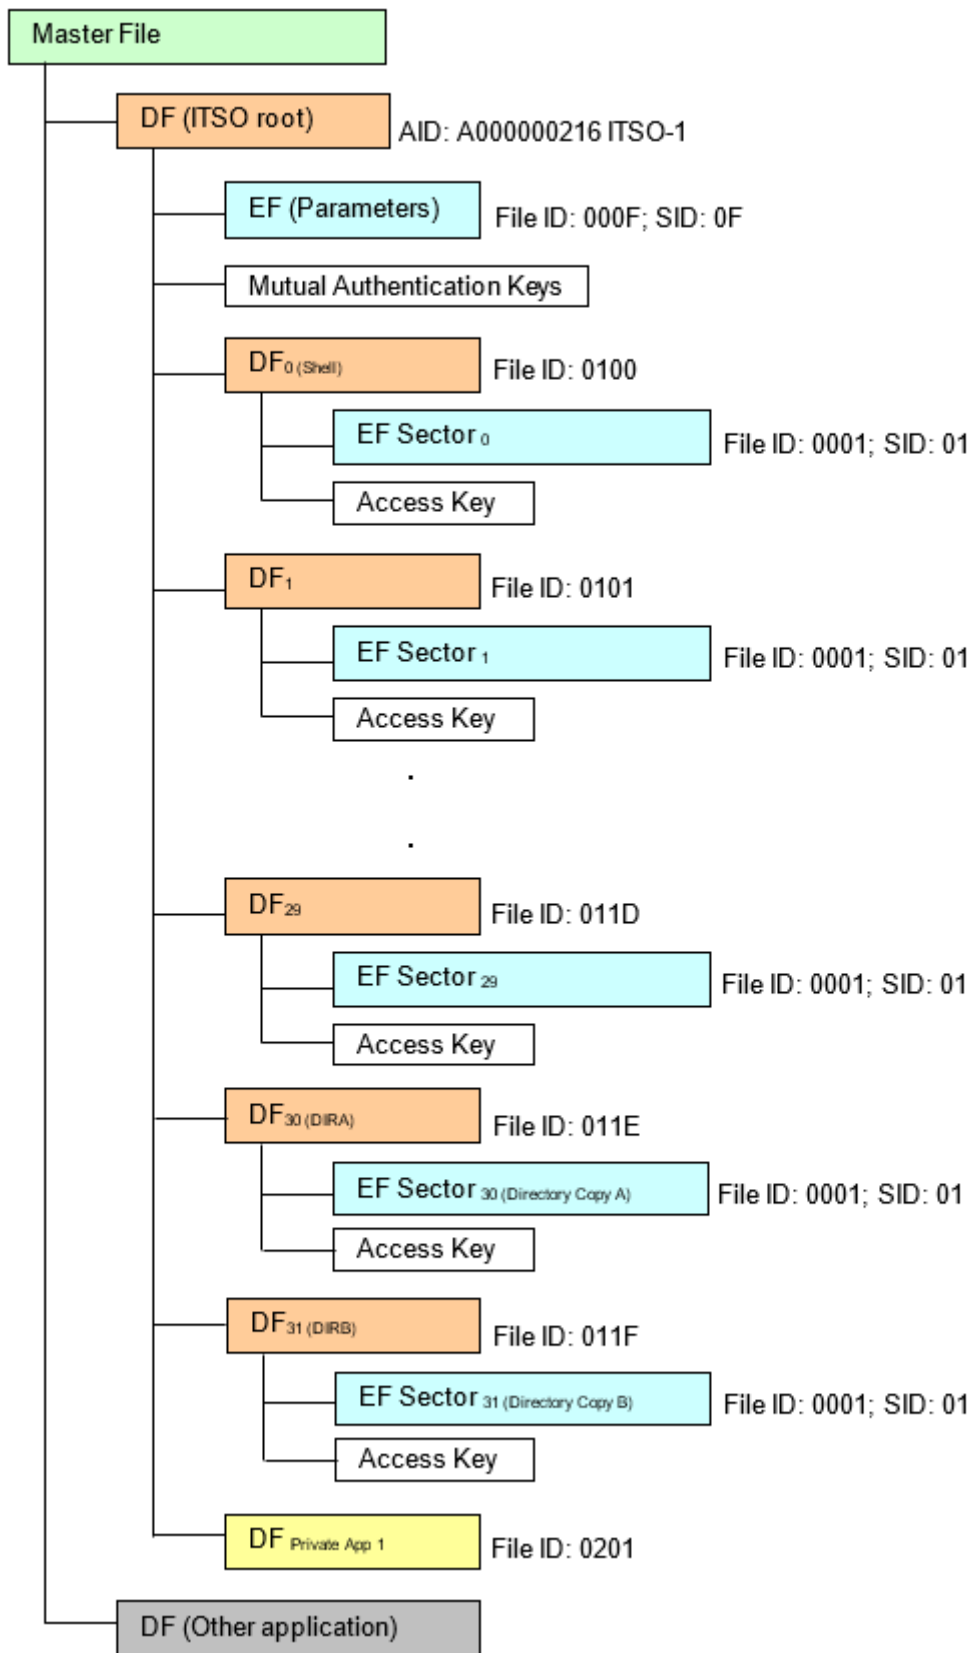 Master File
DF (ITSO root) AID: A000000216 ITSO-1
EF (Parameters) File ID: 000F; SID: 0F
Mutual Authentication Keys
DF0 (Shell) File ID: 0100
EF Sector 0 File ID: 0001; SID: 01
Access Key
DF1 File ID: 0101
EF Sector 1 File ID: 0001; SID: 01
Access Key
.
.
DF29 File ID: 011D
EF Sector 29 File ID: 0001; SID: 01
Access Key
DF30 (DIRA) File ID: 011E
EF Sector 30 (Directory Copy A) File ID: 0001; SID: 01
Access Key
DF31 (DIRB) File ID: 011F
EF Sector 31 (Directory Copy B) File ID: 0001; SID: 01
Access Key
DF Private App 1 File ID: 0201
DF (Other application)